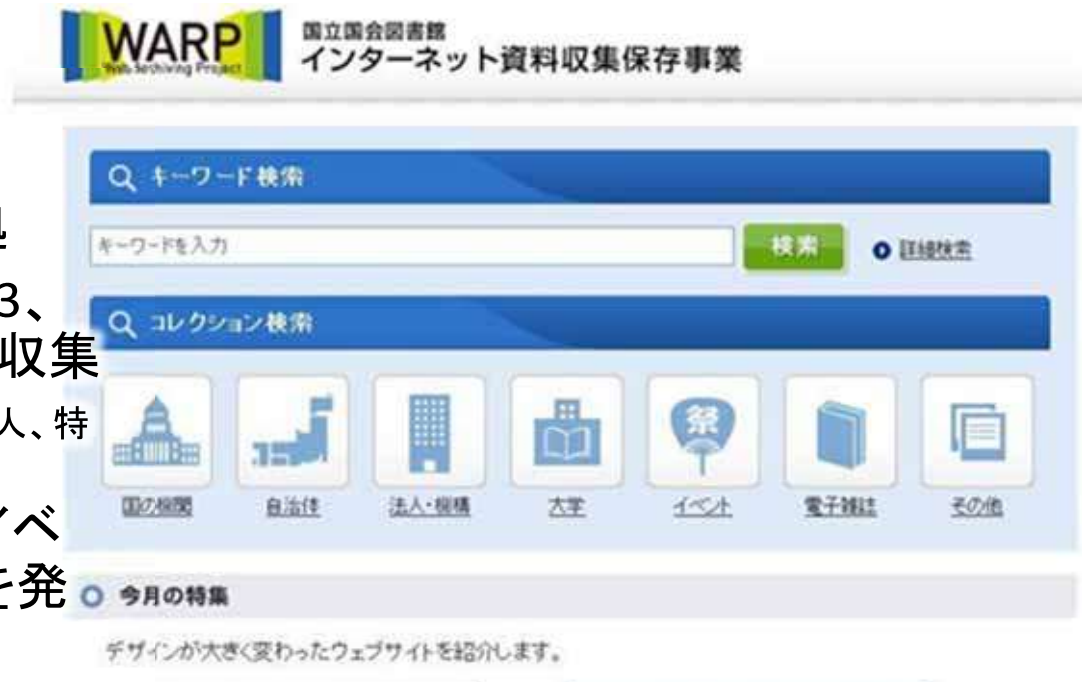 WARP
Web Archiving Project
国立国会図書館
インターネット資料収集保存事業
キーワード検索
キーワードを入力
検索
詳細検索
コレクション検索
祭
国の機関
自治体
法人・機構
大学
イベント
電子雑誌
その他
今月の特集
デザインが大きく変わったウェブサイトを紹介します。
3、
収集
人、特
イベ
を発